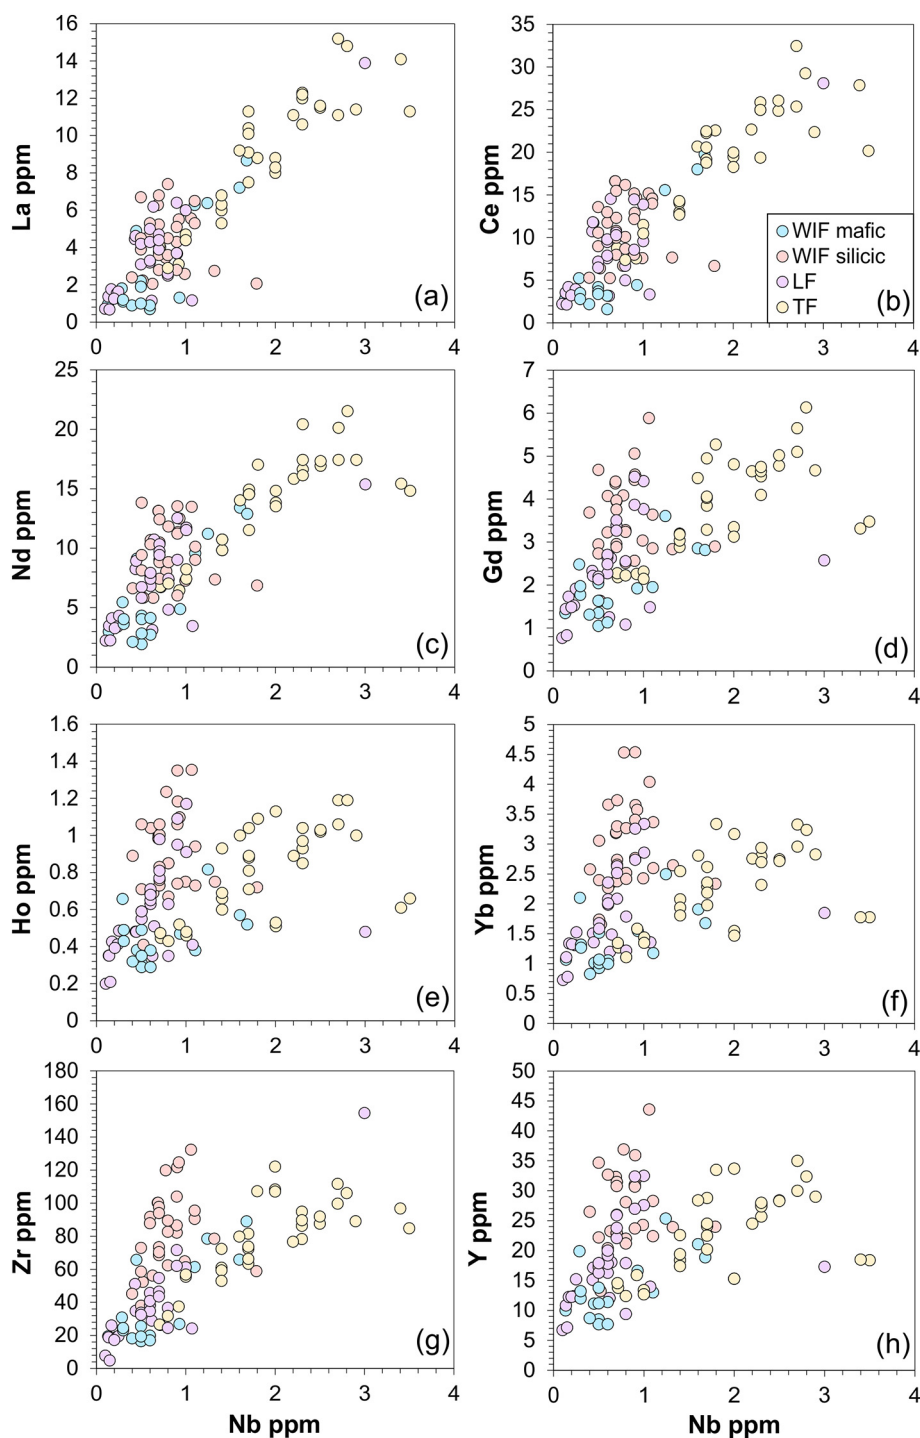 16
14
12
10
8
6
4
2
0
La ppm
(a)
0 1 2 3 4
35
30
25
20
15
10
5
0
Ce ppm
WIF mafic
WIF silicic
LF
TF
(b)
0 1 2 3 4
25
20
15
10
5
0
Nd ppm
(c)
0 1 2 3 4
7
6
5
4
3
2
1
0
Gd ppm
(d)
0 1 2 3 4
1.6
1.4
1.2
1
0.8
0.6
0.4
0.2
0
Ho ppm
(e)
0 1 2 3 4
5
4.5
4
3.5
3
2.5
2
1.5
1
0.5
0
Yb ppm
(f)
0 1 2 3 4
180
160
140
120
100
80
60
40
20
0
Zr ppm
(g)
0 1 2 3 4
Nb ppm
50
45
40
35
30
25
20
15
10
5
0
Y ppm
(h)
0 1 2 3 4
Nb ppm